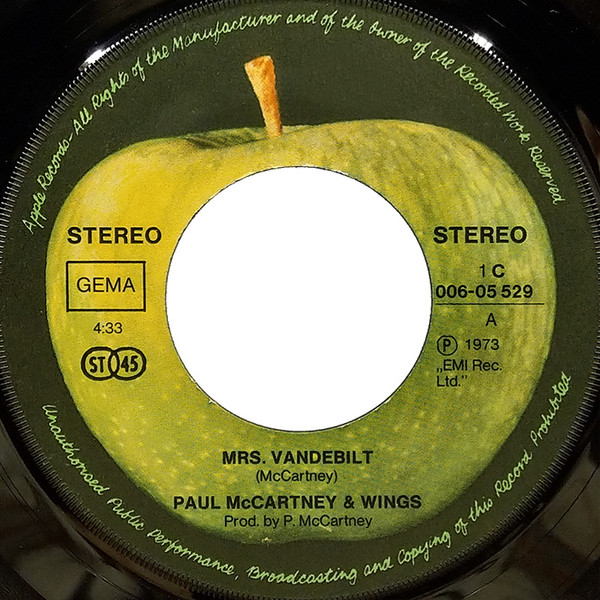 Apple Records-All Rights of the Manufacturer and of the Owner of the Recorded Work Reserved
STEREO
GEMA
4:33
ST 45
STEREO
1 C
006-05 529
A
Ⓟ 1973
„EMI Rec.
Ltd.”
MRS. VANDEBILT
(McCartney)
PAUL McCARTNEY & WINGS
Prod. by P. McCartney
Unauthorised Public Performance, Broadcasting and Copying of this Record Prohibited